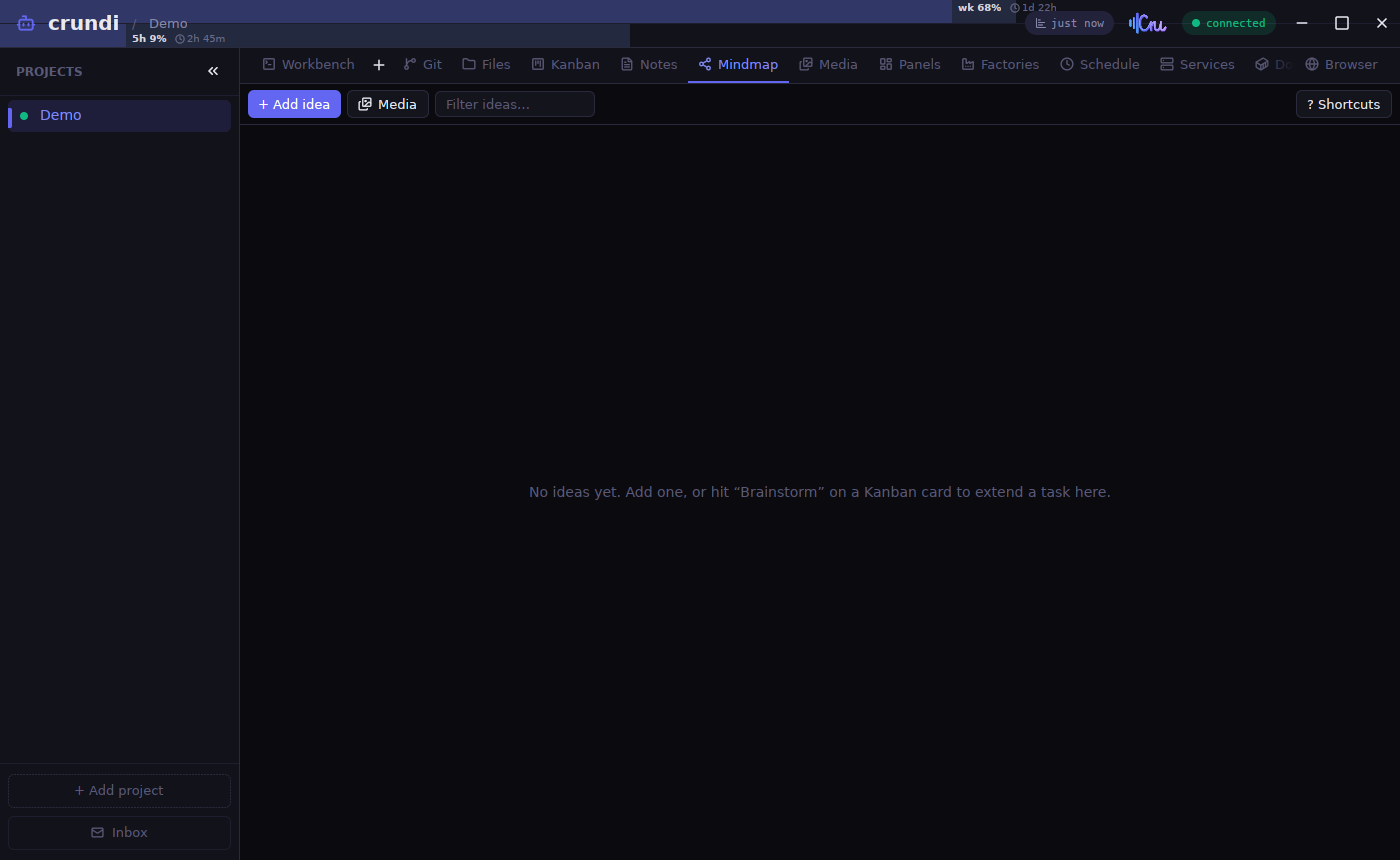 wk 68% 1d 22h
crundi / Demo
just now
Cru
connected
5h 9% 2h 45m
PROJECTS
Workbench
+
Git
Files
Kanban
Notes
Mindmap
Media
Panels
Factories
Schedule
Services
Do
Browser
Demo
+ Add idea
Media
Filter ideas...
? Shortcuts
No ideas yet. Add one, or hit “Brainstorm” on a Kanban card to extend a task here.
+ Add project
Inbox